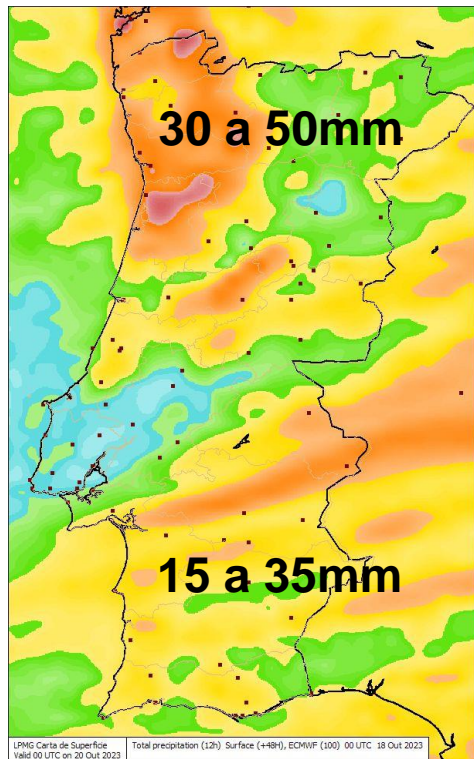 30 a 50mm
15 a 35mm
LPMG Carta de Superficie
Valid 00 UTC on 20 Out 2023
Total precipitation (12h) Surface (+48H), ECMWF (100) 00 UTC 18 Out 2023